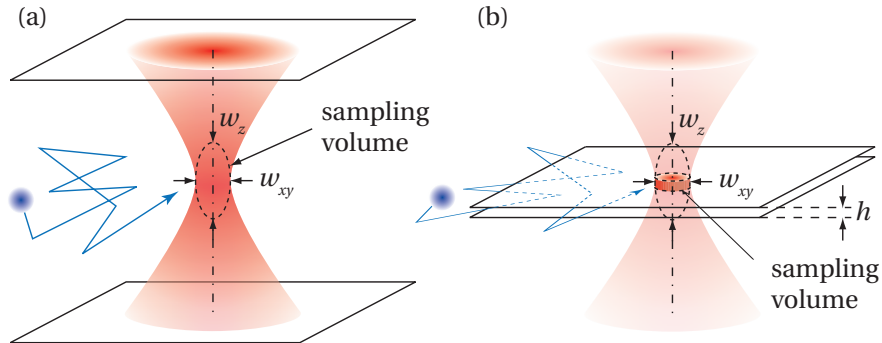 (a)
w_z
sampling
volume
w_xy
(b)
w_z
w_xy
h
sampling
volume